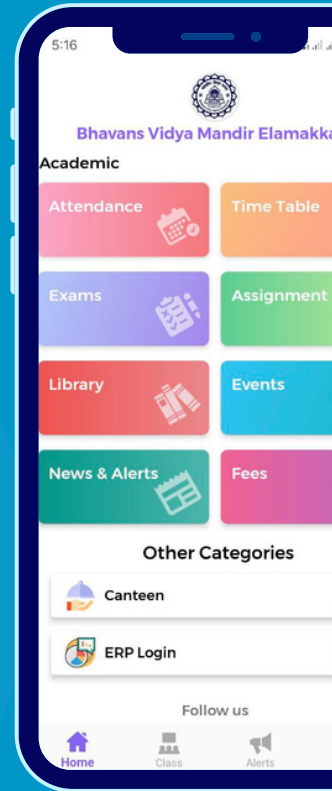 5:16
Bhavans Vidya Mandir Elamakka
Academic
Attendance
Time Table
Exams
Assignment
Library
Events
News & Alerts
Fees
Other Categories
Canteen
ERP Login
Follow us
Home
Class
Alerts